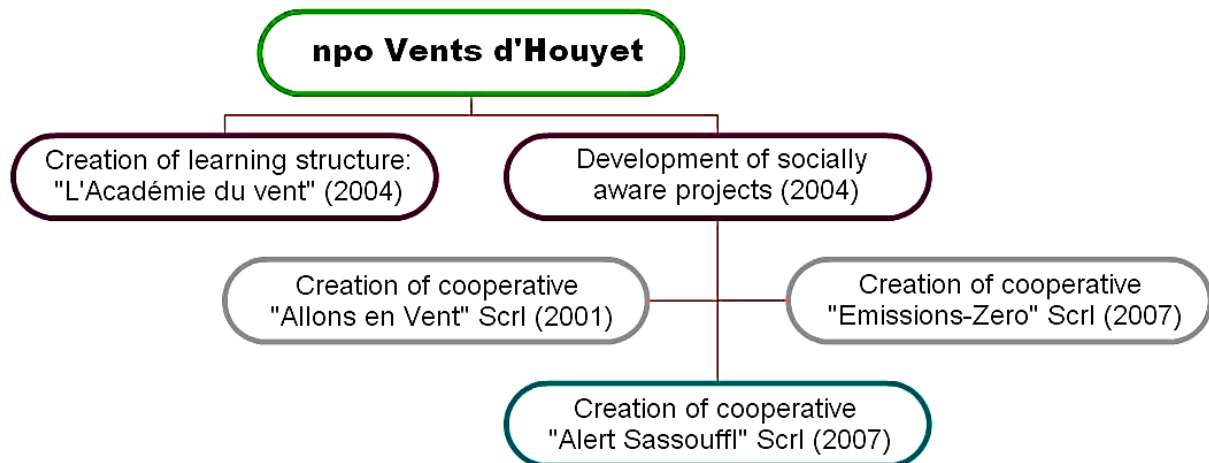 npo Vents d'Houyet
Creation of learning structure:
"L'Académie du vent" (2004)
Development of socially
aware projects (2004)
Creation of cooperative
"Allons en Vent" Scrl (2001)
Creation of cooperative
"Emissions-Zero" Scrl (2007)
Creation of cooperative
"Alert Sassouffl" Scrl (2007)